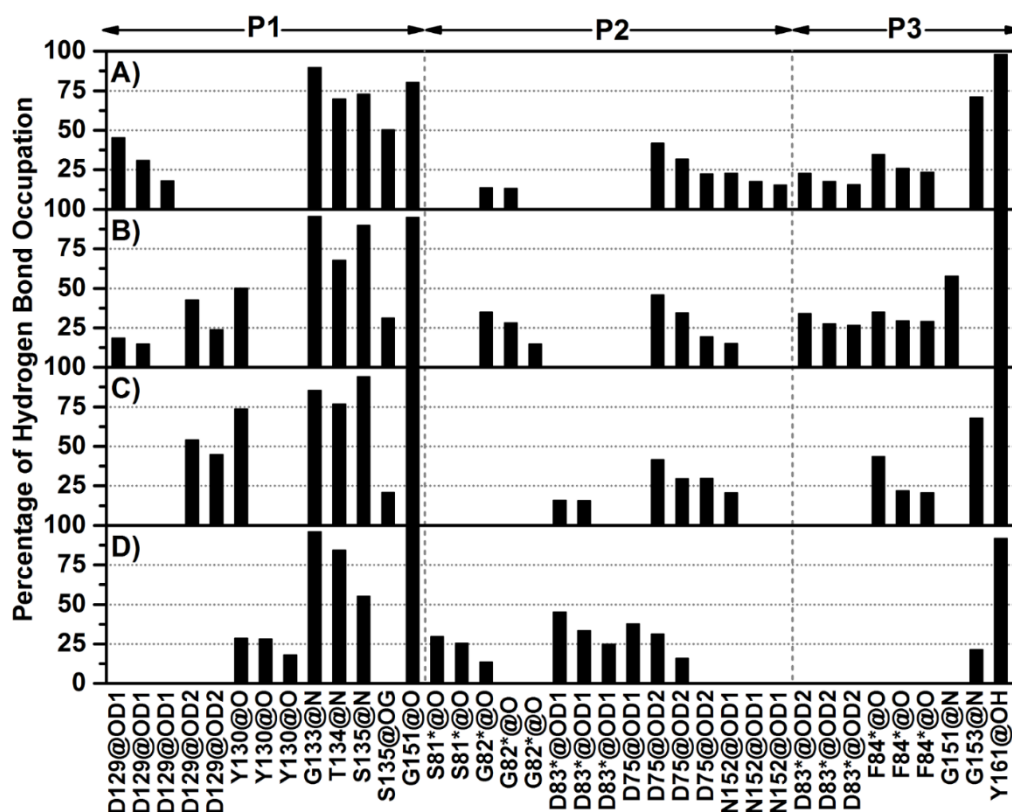 P1 P2 P3
Percentage of Hydrogen Bond Occupation
100
A)
75
50
25
100
B)
75
50
25
100
C)
75
50
25
100
D)
75
50
25
0
D129@OD1
D129@OD1
D129@OD1
D129@OD2
D129@OD2
Y130@O
Y130@O
Y130@O
G133@N
T134@N
S135@N
S135@OG
G151@O
S81*@O
S81*@O
G82*@O
G82*@O
G82*@O
D83*@OD1
D83*@OD1
D83*@OD1
D75@OD1
D75@OD2
D75@OD2
D75@OD2
N152@OD1
N152@OD1
N152@OD1
D83*@OD2
D83*@OD2
D83*@OD2
F84*@O
F84*@O
F84*@O
G151@N
G153@N
Y161@OH